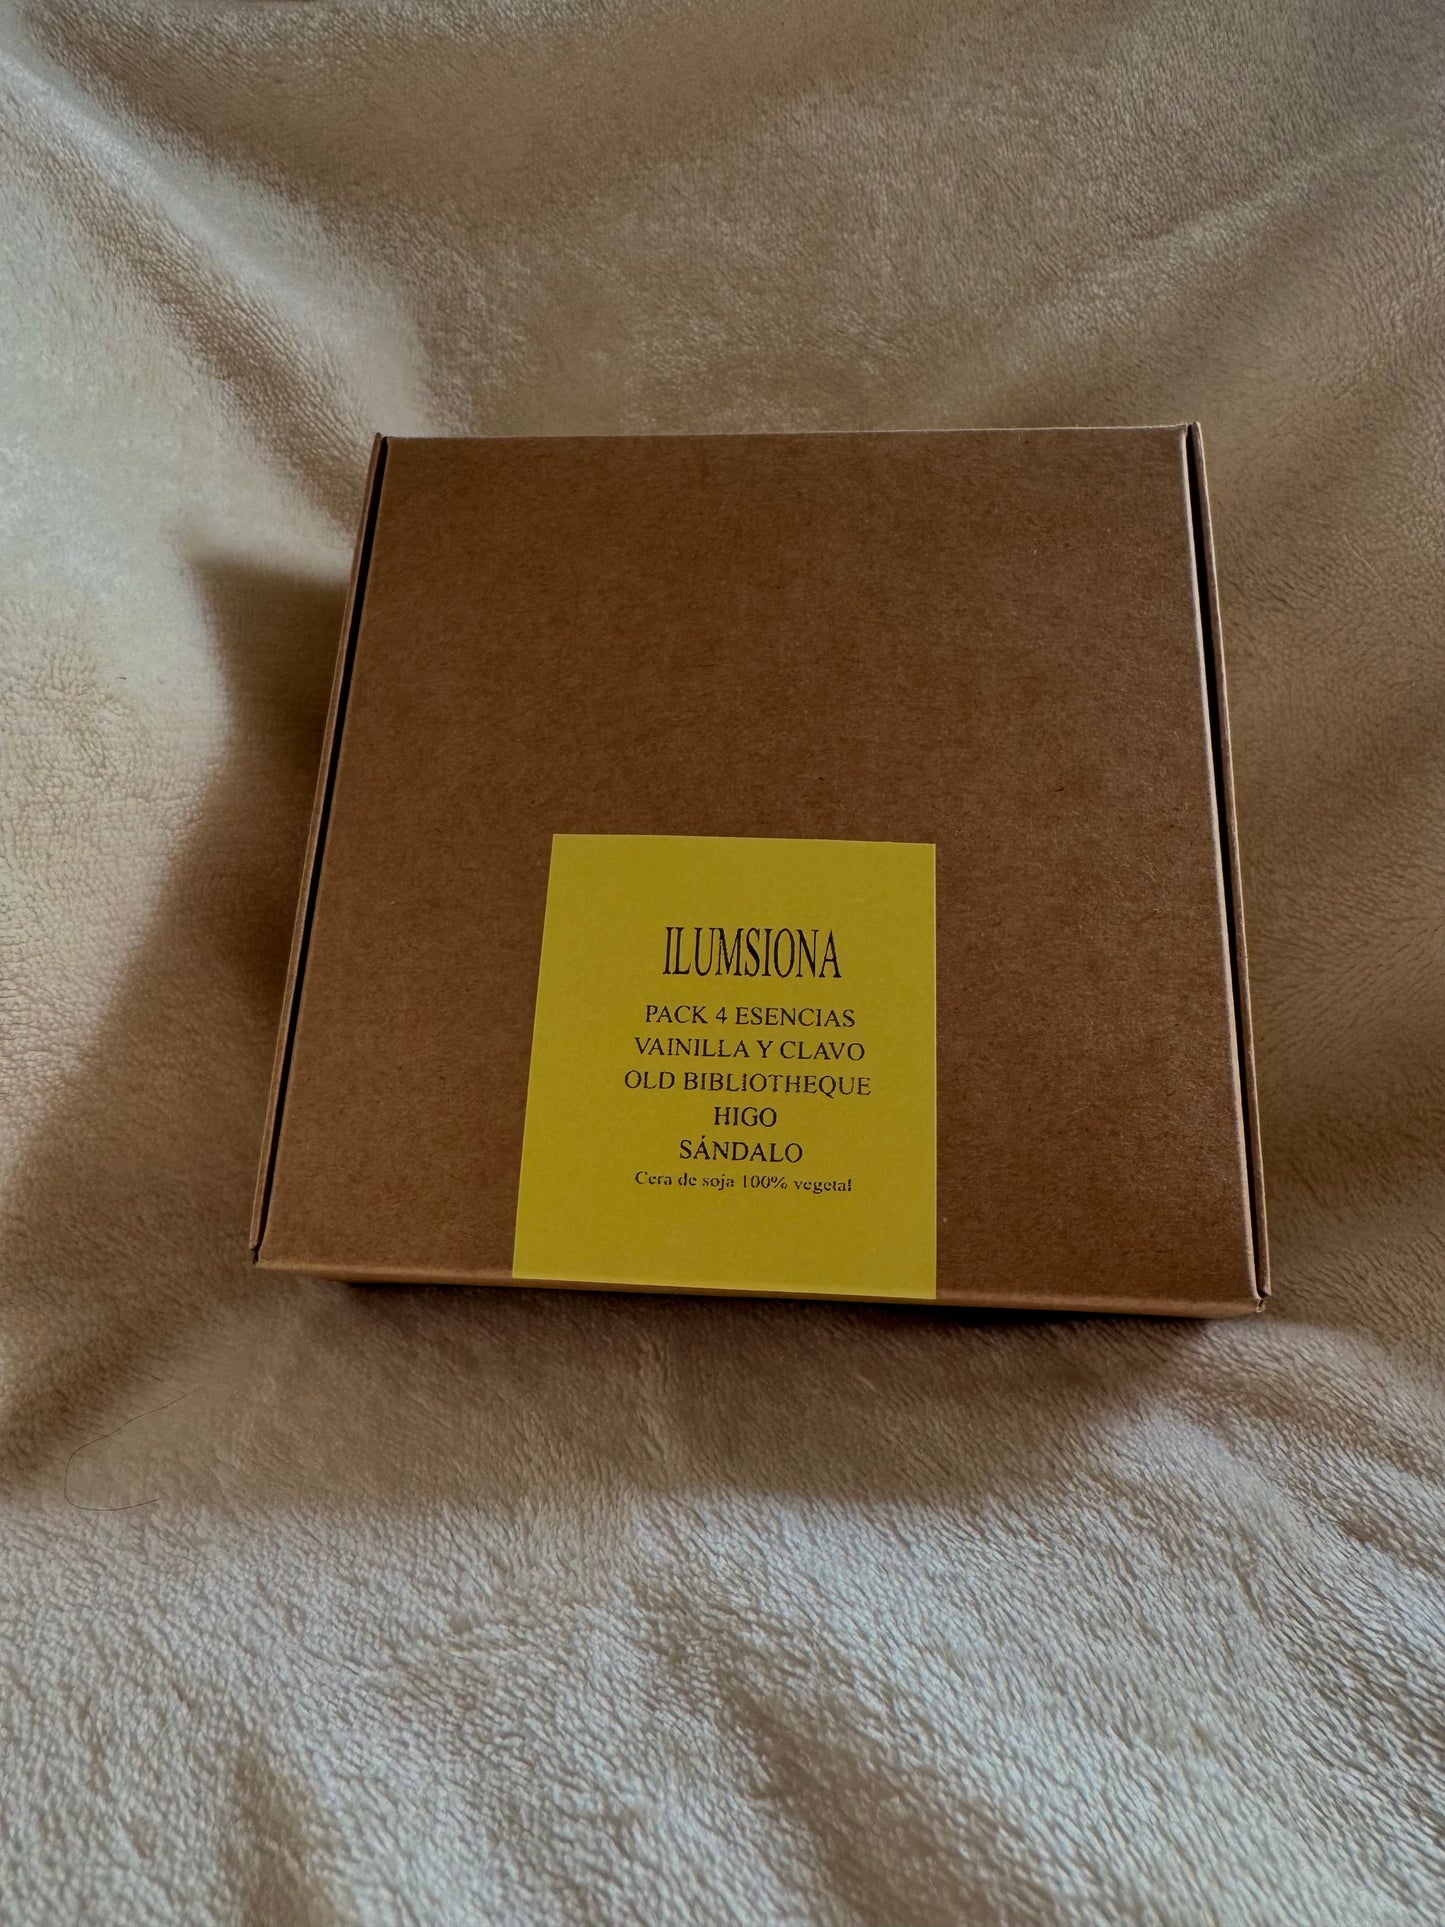 ILUMSIONA
PACK 4 ESENCIAS
VAINILLA Y CLAVO
OLD BIBLIOTHEQUE
HIGO
SÁNDALO
Cera de soja 100% vegetal